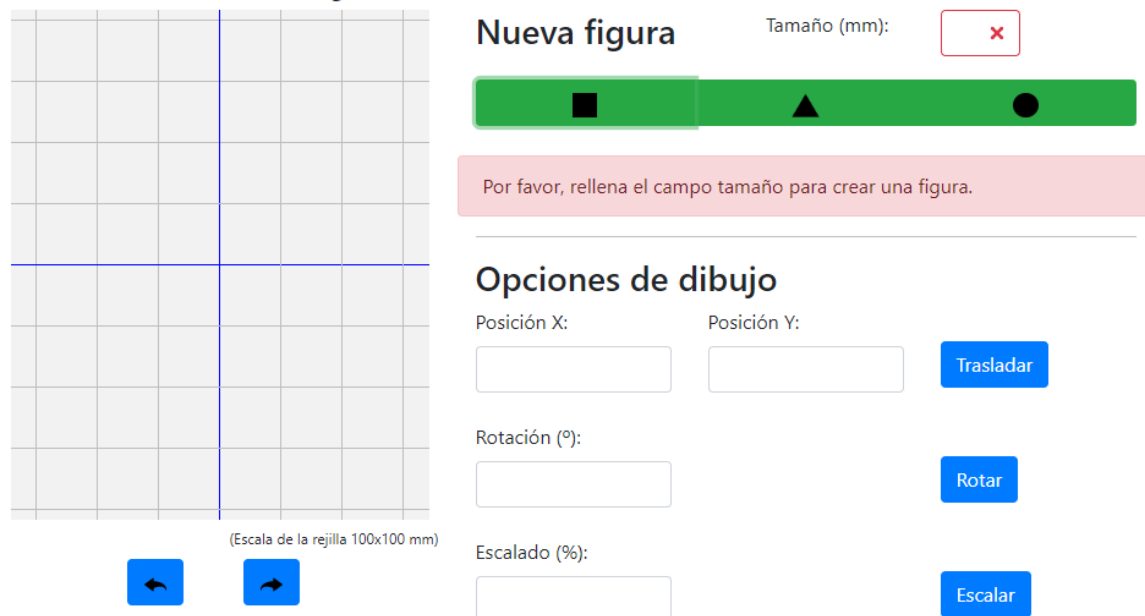 Nueva figura
Tamaño (mm):
Por favor, rellena el campo tamaño para crear una figura.
Opciones de dibujo
Posición X:
Posición Y:
Trasladar
Rotación (º):
Rotar
(Escala de la rejilla 100x100 mm)
Escalado (%):
Escalar